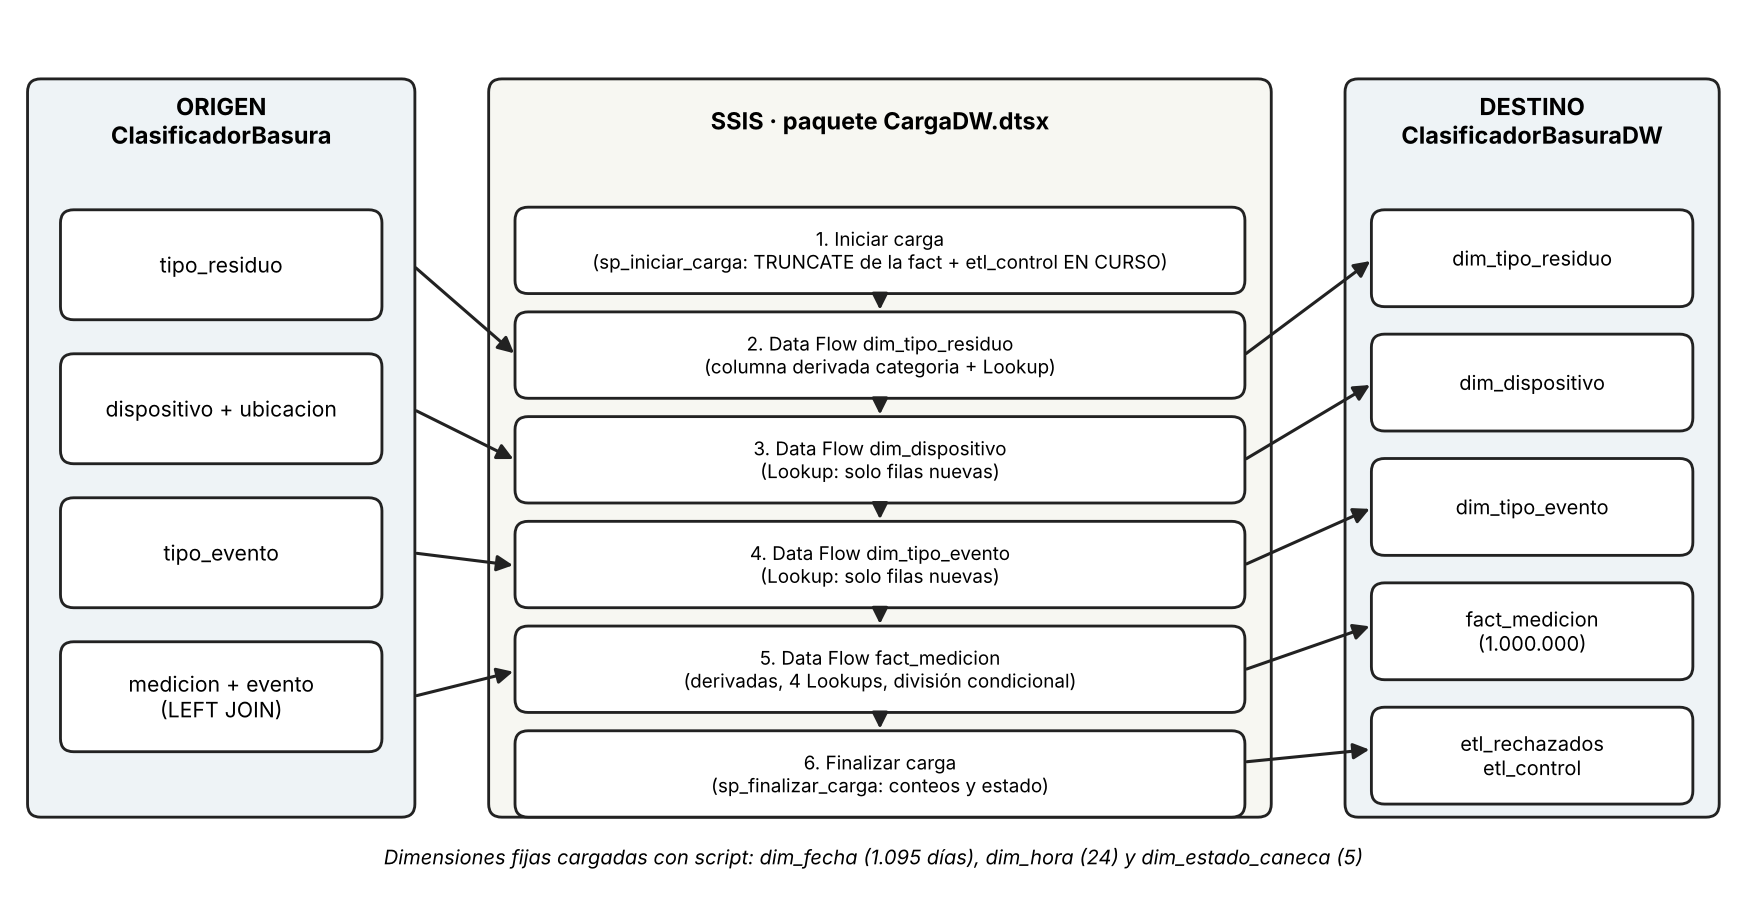 ORIGEN
ClasificadorBasura
tipo_residuo
dispositivo + ubicacion
tipo_evento
medicion + evento
(LEFT JOIN)
SSIS · paquete CargaDW.dtsx
1. Iniciar carga
(sp_iniciar_carga: TRUNCATE de la fact + etl_control EN CURSO)
2. Data Flow dim_tipo_residuo
(columna derivada categoria + Lookup)
3. Data Flow dim_dispositivo
(Lookup: solo filas nuevas)
4. Data Flow dim_tipo_evento
(Lookup: solo filas nuevas)
5. Data Flow fact_medicion
(derivadas, 4 Lookups, división condicional)
6. Finalizar carga
(sp_finalizar_carga: conteos y estado)
DESTINO
ClasificadorBasuraDW
dim_tipo_residuo
dim_dispositivo
dim_tipo_evento
fact_medicion
(1.000.000)
etl_rechazados
etl_control
Dimensiones fijas cargadas con script: dim_fecha (1.095 días), dim_hora (24) y dim_estado_caneca (5)